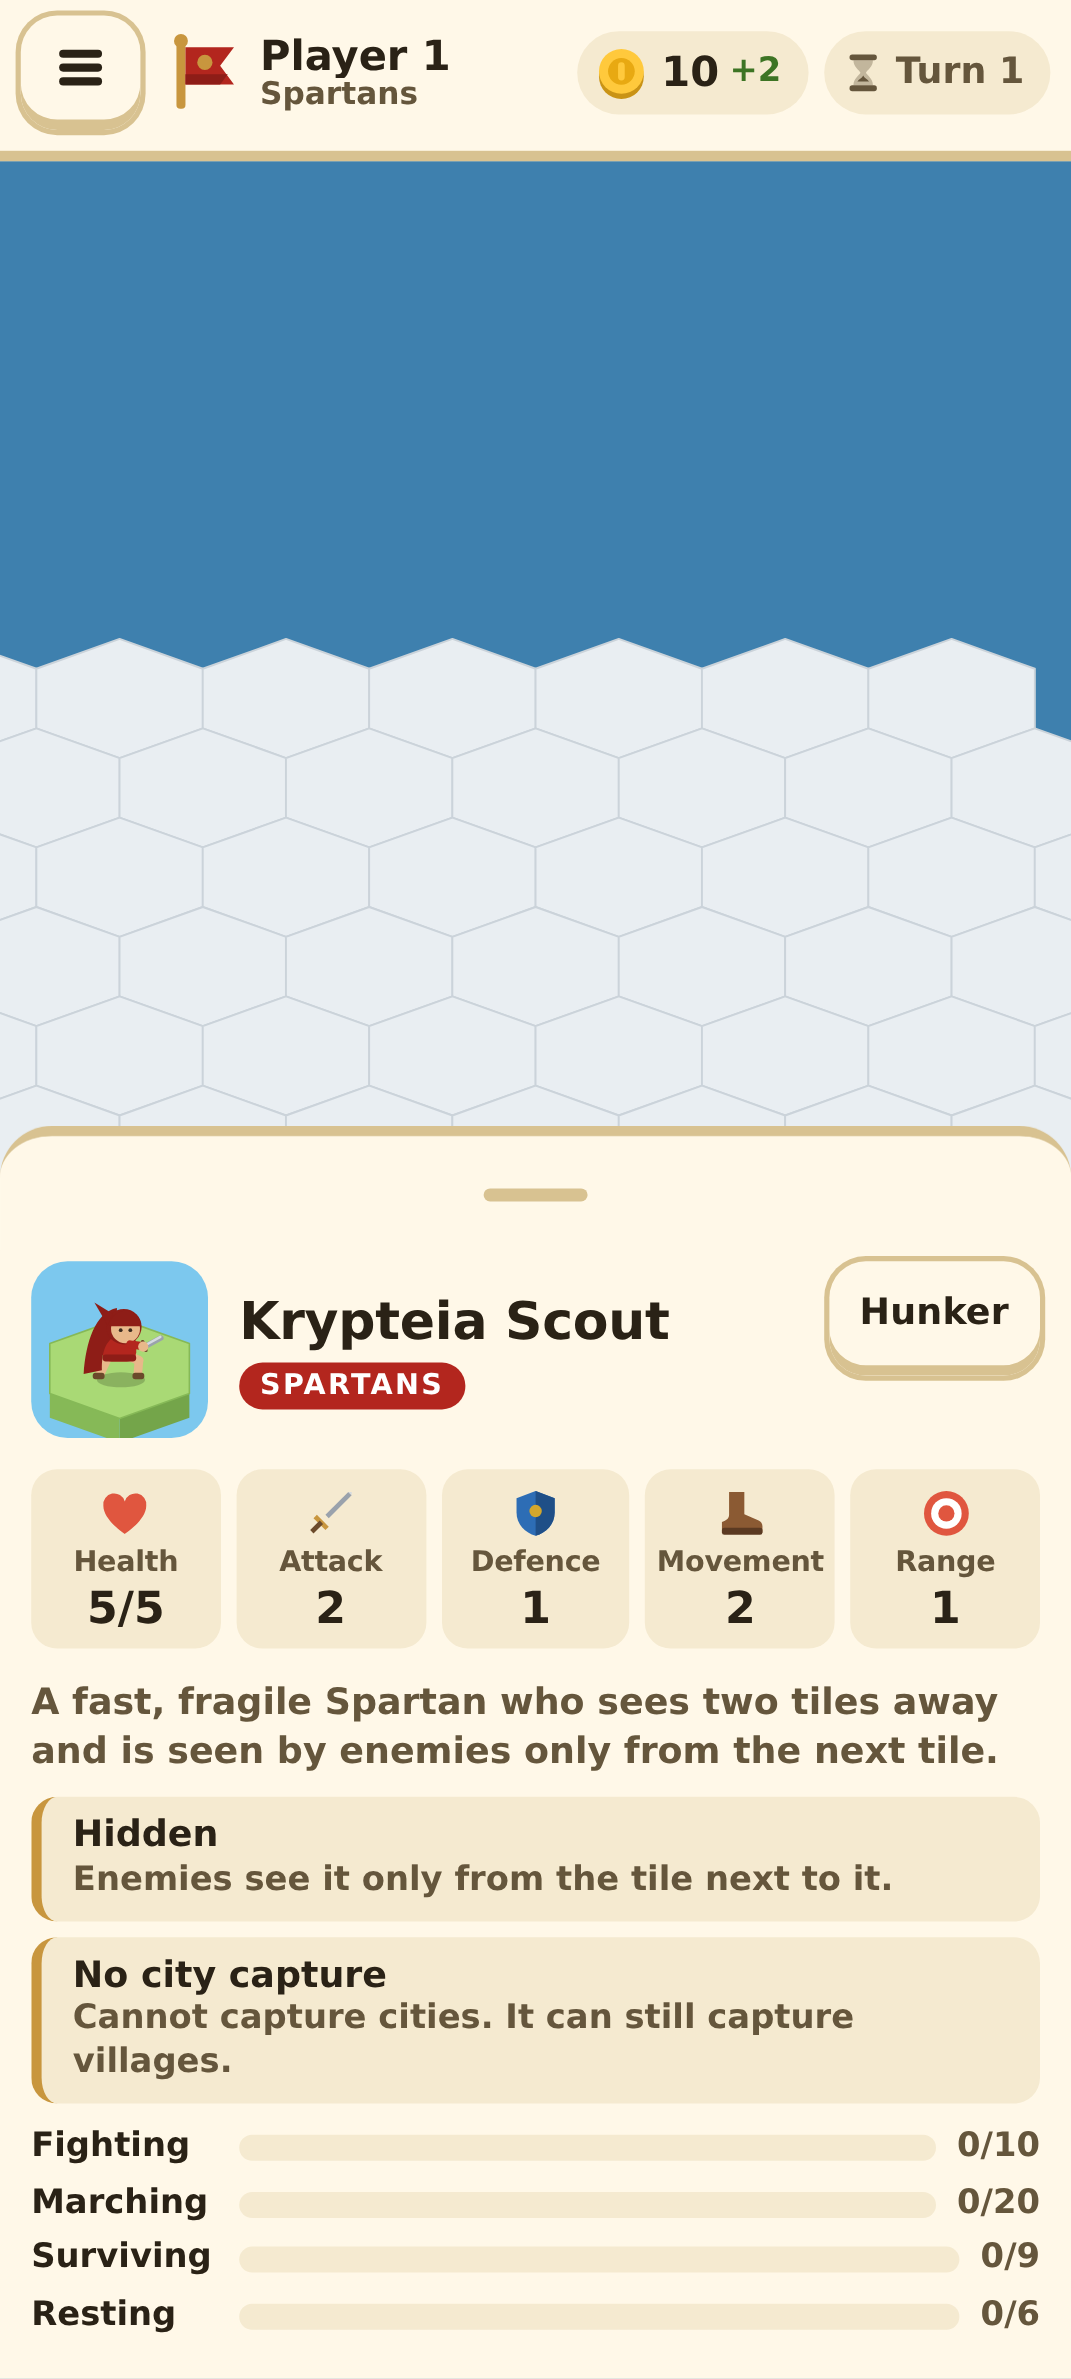 Player 1
Spartans
10 +2
Turn 1
Krypteia Scout
Hunker
SPARTANS
Health
Attack
Defence
Movement
Range
5/5
2
1
2
1
A fast, fragile Spartan who sees two tiles away
and is seen by enemies only from the next tile.
Hidden
Enemies see it only from the tile next to it.
No city capture
Cannot capture cities. It can still capture
villages.
Fighting 0/10
Marching 0/20
Surviving 0/9
Resting 0/6